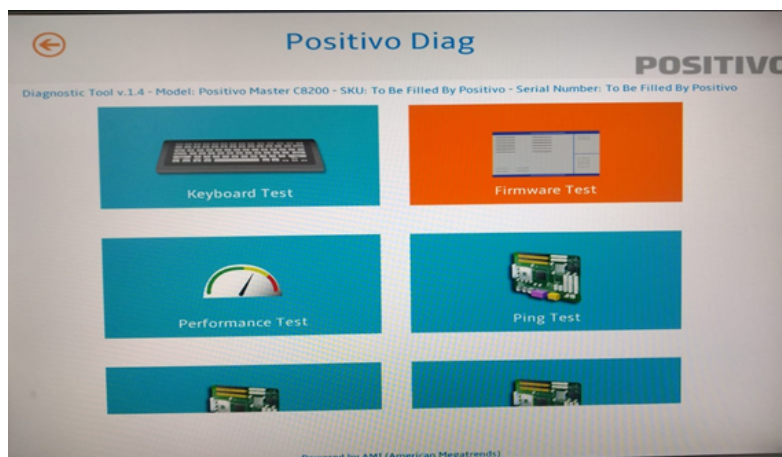 Positivo Diag
POSITIVO
Diagnostic Tool v.1.4 - Model: Positivo Master C8200 - SKU: To Be Filled By Positivo - Serial Number: To Be Filled By Positivo
Keyboard Test
Firmware Test
Performance Test
Ping Test
Powered by AMI (American Megatrends)